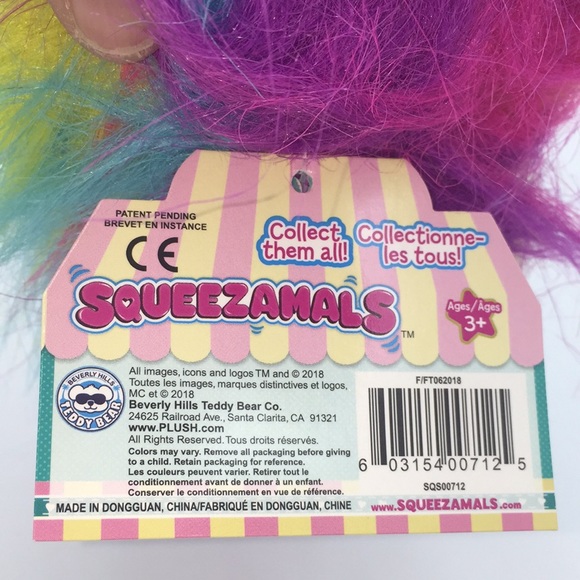 PATENT PENDING
BREVET EN INSTANCE
CE
Collect them all!
Collectionne-les tous!
SQUEEZAMALS™
Ages/Âges
3+
BEVERLY HILLS
TEDDY BEAR
All images, icons and logos TM and © 2018
Toutes les images, marques distinctives et logos,
MC et © 2018
Beverly Hills Teddy Bear Co.
24625 Railroad Ave., Santa Clarita, CA 91321
www.PLUSH.com
All Rights Reserved.Tous droits réservés.
Colors may vary. Remove all packaging before giving
to a child. Retain packaging for reference.
Les couleurs peuvent varier. Retirer tout le
conditionnement avant de donner à un enfant.
Conserver le conditionnement en vue de référence.
F/FT062018
6 03154 00712 5
SQS00712
MADE IN DONGGUAN, CHINA/FABRIQUÉ EN DONGGUAN, CHINE
www.SQUEEZAMALS.com